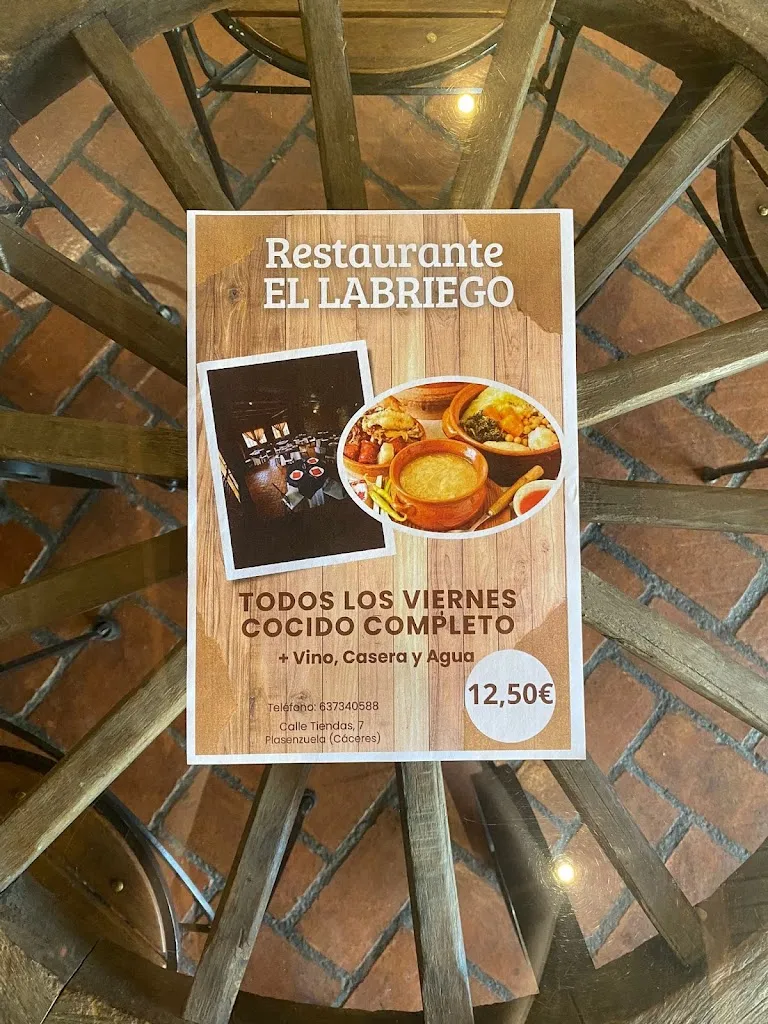 Restaurante
EL LABRIEGO
TODOS LOS VIERNES
COCIDO COMPLETO
+ Vino, Casera y Agua
12,50€
Teléfono: 637340588
Calle Tiendas, 7
Plasenzuela (Cáceres)